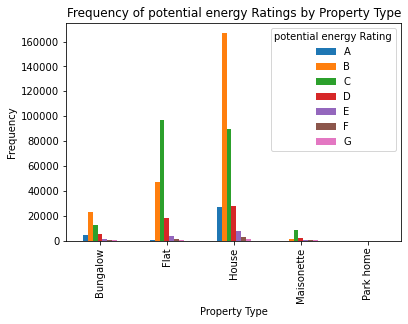 Frequency of potential energy Ratings by Property Type
potential energy Rating
A
B
C
D
E
F
G
Frequency
160000
140000
120000
100000
80000
60000
40000
20000
0
Bungalow
Flat
House
Maisonette
Park home
Property Type